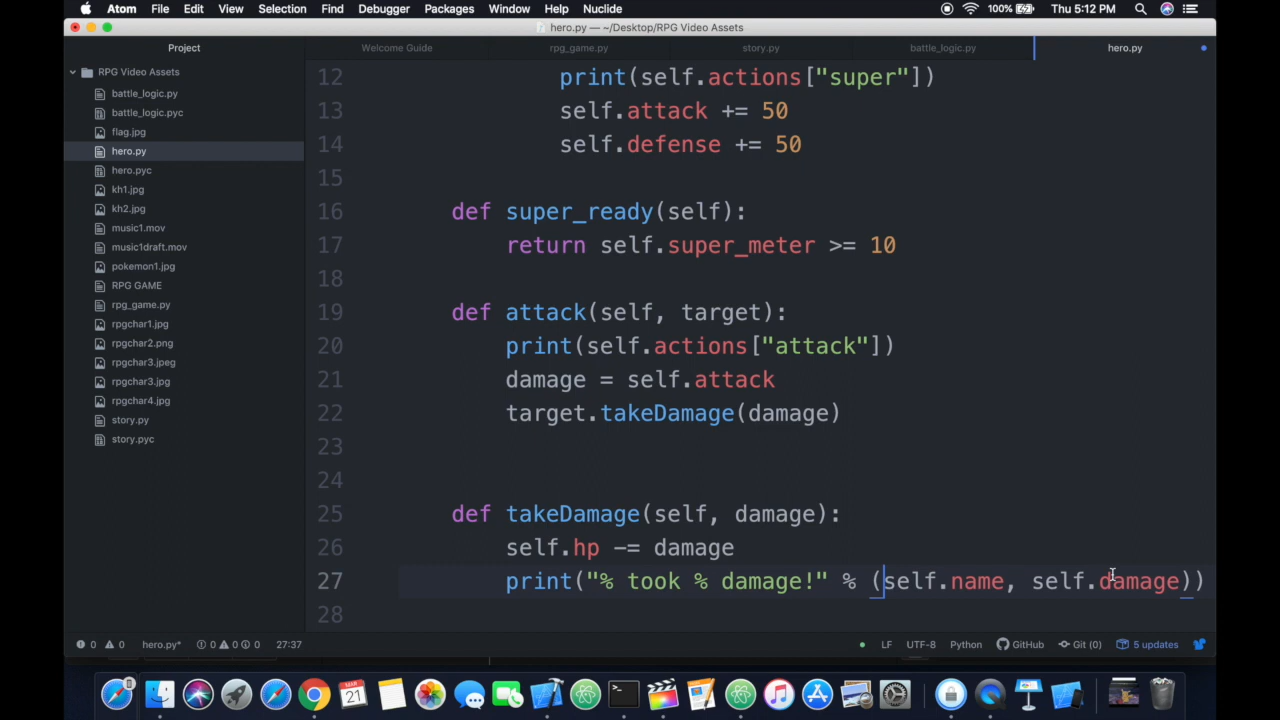 Atom File Edit View Selection Find Debugger Packages Window Help Nuclide 100% Thu 5:12 PM
hero.py — ~/Desktop/RPG Video Assets
Project Welcome Guide rpg_game.py story.py battle_logic.py hero.py
RPG Video Assets
battle_logic.py
battle_logic.pyc
flag.jpg
hero.py
hero.pyc
kh1.jpg
kh2.jpg
music1.mov
music1draft.mov
pokemon1.jpg
RPG GAME
rpg_game.py
rpgchar1.jpg
rpgchar2.png
rpgchar3.jpeg
rpgchar3.jpg
rpgchar4.jpg
story.py
story.pyc
12 print(self.actions["super"])
13 self.attack += 50
14 self.defense += 50
15
16 def super_ready(self):
17 return self.super_meter >= 10
18
19 def attack(self, target):
20 print(self.actions["attack"])
21 damage = self.attack
22 target.takeDamage(damage)
23
24
25 def takeDamage(self, damage):
26 self.hp -= damage
27 print("% took % damage!" % (self.name, self.damage))
28
0 0 hero.py* 0 0 0 27:37 LF UTF-8 Python GitHub Git (0) 5 updates
21